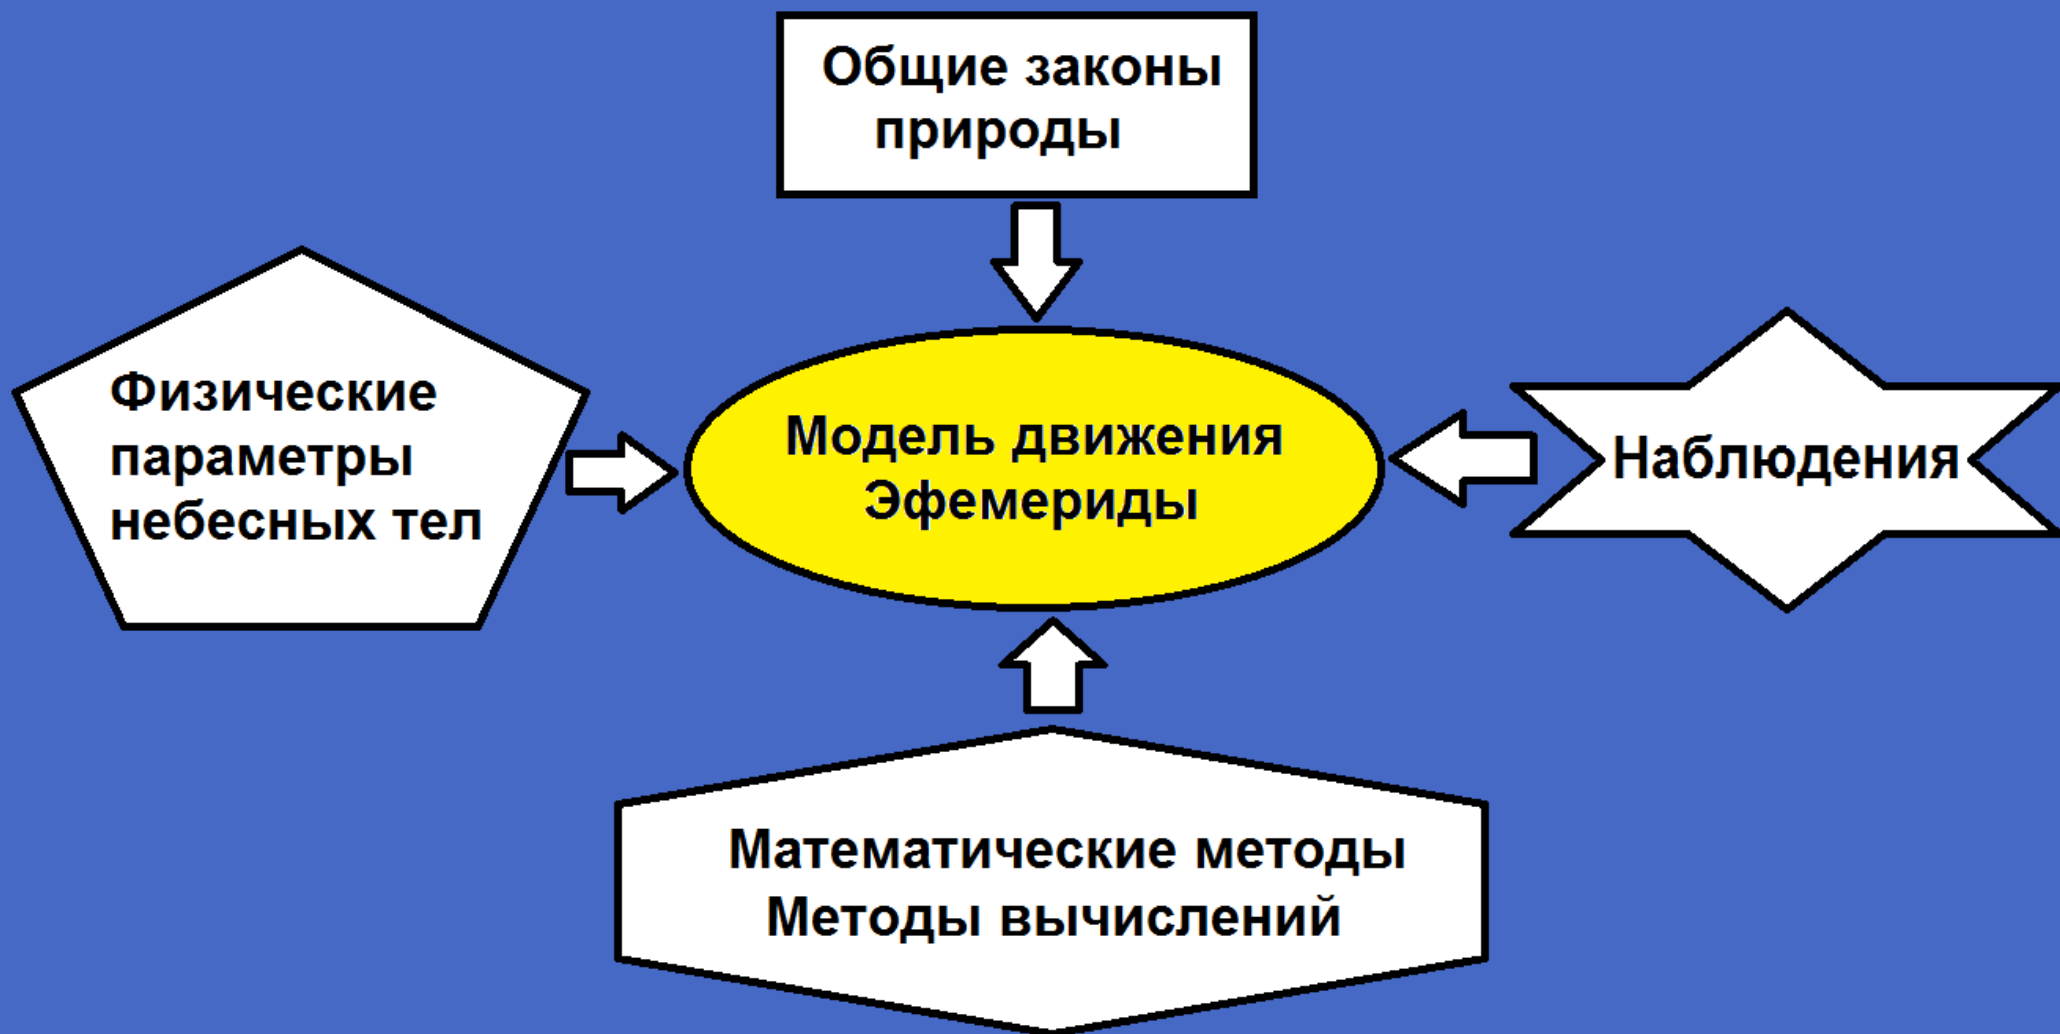 Общие законы
природы
Физические
параметры
небесных тел
Модель движения
Эфемериды
Наблюдения
Математические методы
Методы вычислений